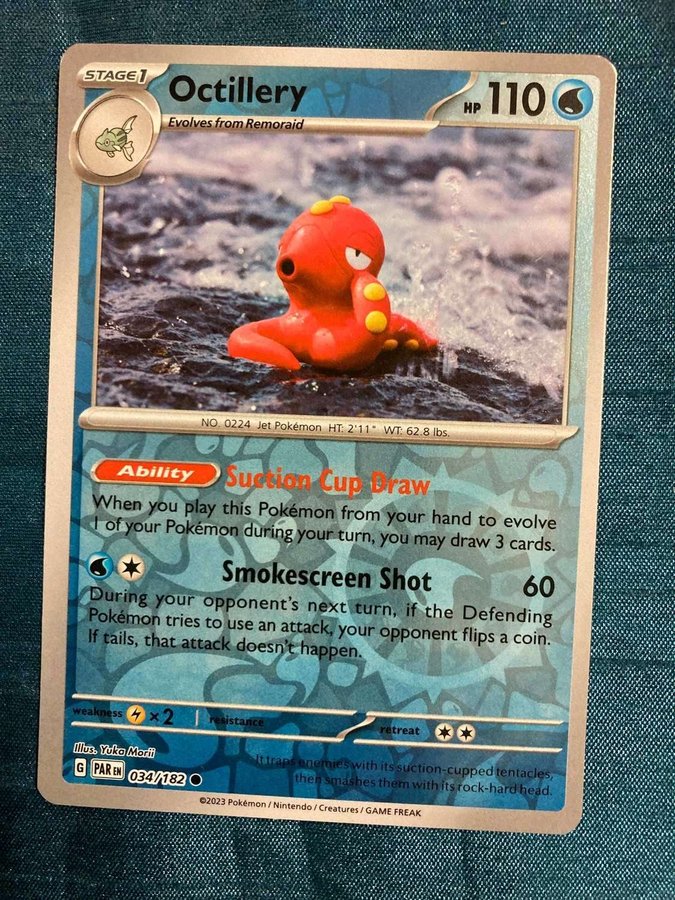 STAGE1
Octillery
HP 110
Evolves from Remoraid
NO. 0224 Jet Pokémon HT: 2'11" WT: 62.8 lbs.
Ability Suction Cup Draw
When you play this Pokémon from your hand to evolve
1 of your Pokémon during your turn, you may draw 3 cards.
Smokescreen Shot 60
During your opponent's next turn, if the Defending
Pokémon tries to use an attack, your opponent flips a coin.
If tails, that attack doesn't happen.
weakness ×2 resistance retreat
Illus. Yuka Morii
It traps enemies with its suction-cupped tentacles,
then smashes them with its rock-hard head.
G PAR EN 034/182
©2023 Pokémon / Nintendo / Creatures / GAME FREAK